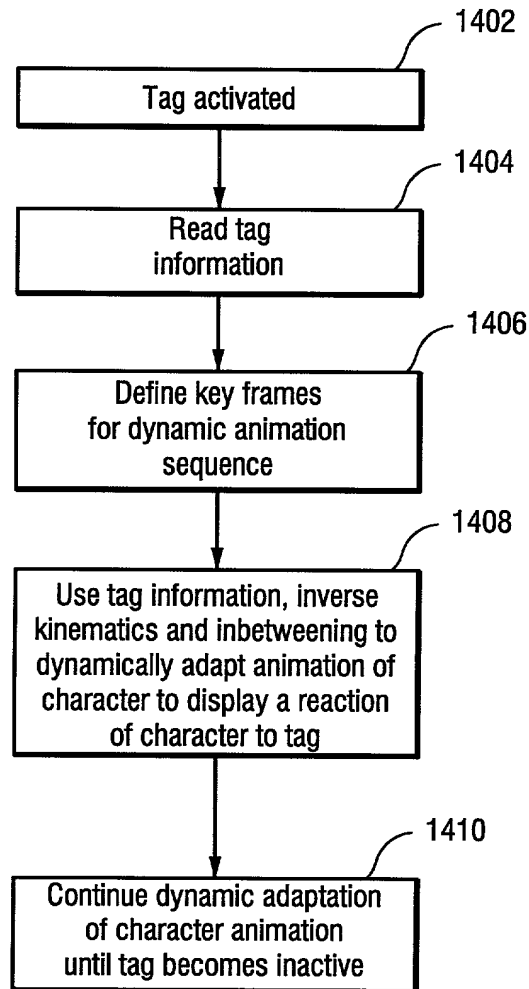 1402
Tag activated
1404
Read tag
information
1406
Define key frames
for dynamic animation
sequence
1408
Use tag information, inverse
kinematics and inbetweening to
dynamically adapt animation of
character to display a reaction
of character to tag
1410
Continue dynamic adaptation
of character animation
until tag becomes inactive